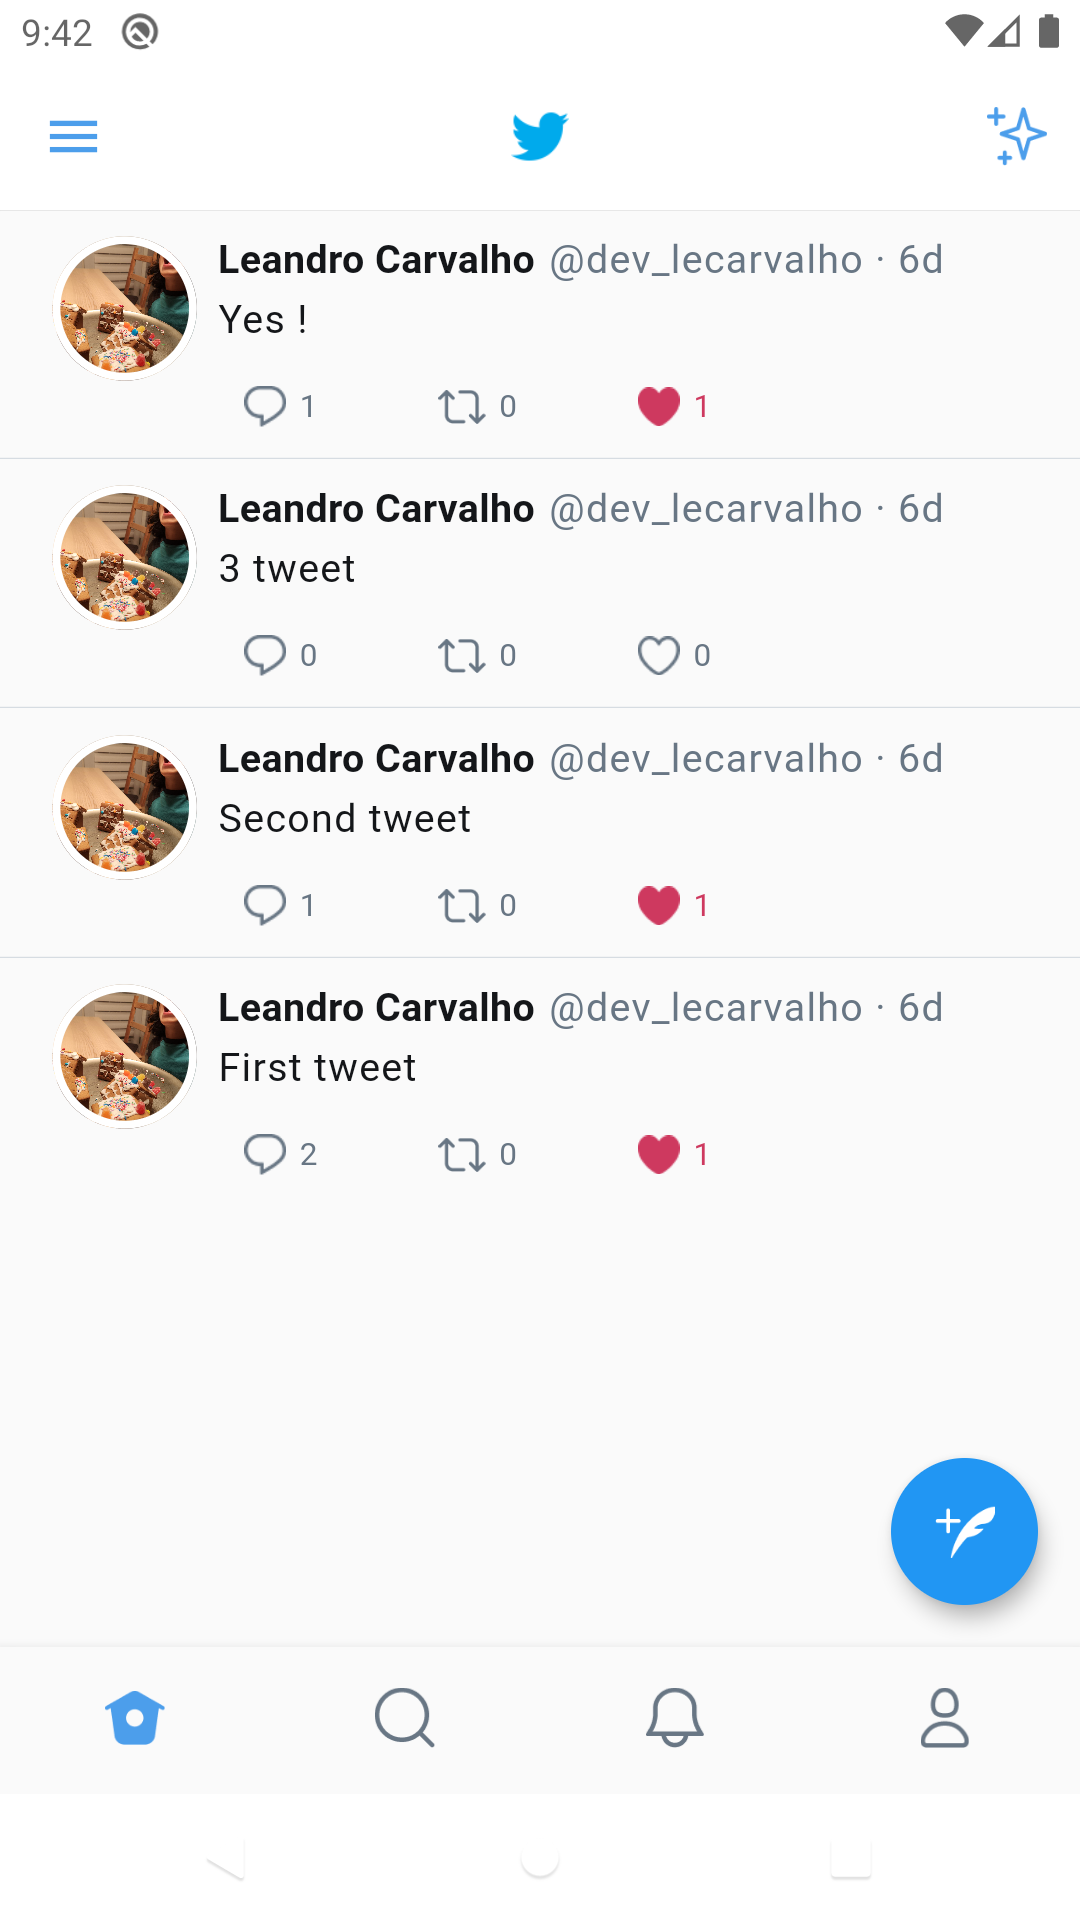 9:42
Leandro Carvalho @dev_lecarvalho · 6d
Yes !
1 0 1
Leandro Carvalho @dev_lecarvalho · 6d
3 tweet
0 0 0
Leandro Carvalho @dev_lecarvalho · 6d
Second tweet
1 0 1
Leandro Carvalho @dev_lecarvalho · 6d
First tweet
2 0 1